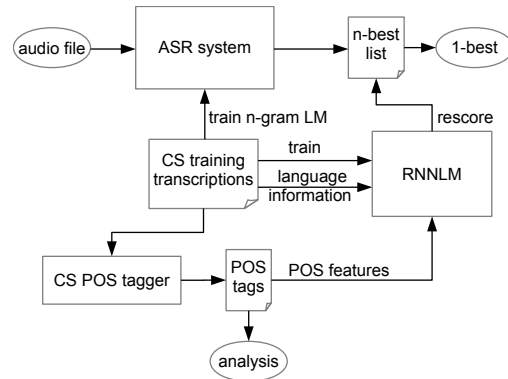 audio file
ASR system
n-best
list
1-best
train n-gram LM
rescore
CS training
transcriptions
train
language
information
RNNLM
CS POS tagger
POS
tags
POS features
analysis